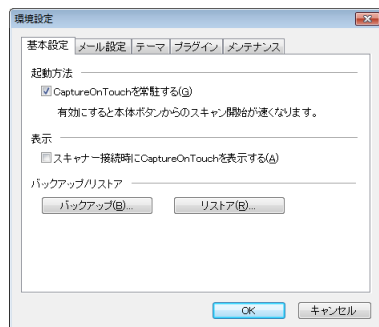 環境設定
基本設定 メール設定 テーマ プラグイン メンテナンス
起動方法
CaptureOnTouchを常駐する(G)
有効にすると本体ボタンからのスキャン開始が速くなります。
表示
スキャナー接続時にCaptureOnTouchを表示する(A)
バックアップ/リストア
バックアップ(B)... リストア(R)...
OK キャンセル